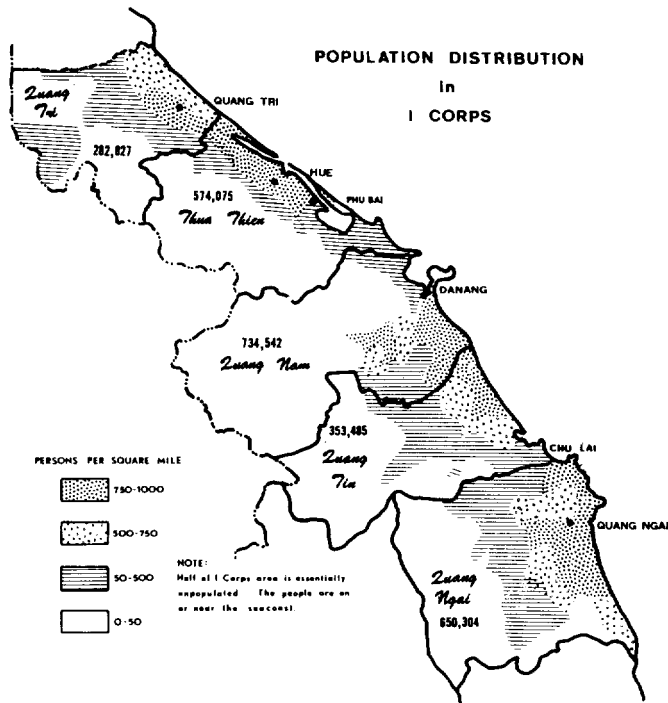 POPULATION DISTRIBUTION
in
I CORPS
Quang
Tri
282,827
QUANG TRI
HUE
PHU BAI
574,075
Thua Thien
DANANG
734,542
Quang Nam
353,485
Quang
Tin
CHU LAI
QUANG NGAI
Quang
Ngai
650,304
PERSONS PER SQUARE MILE
750-1000
500-750
50-500
0-50
NOTE:
Half of I Corps area is essentially
unpopulated The people are on
or near the seacoast.